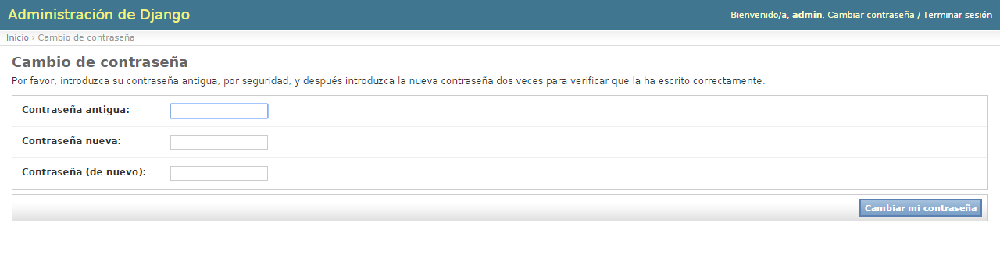 Administración de Django
Bienvenido/a, admin. Cambiar contraseña / Terminar sesión
Inicio › Cambio de contraseña
Cambio de contraseña
Por favor, introduzca su contraseña antigua, por seguridad, y después introduzca la nueva contraseña dos veces para verificar que la ha escrito correctamente.
Contraseña antigua:
Contraseña nueva:
Contraseña (de nuevo):
Cambiar mi contraseña